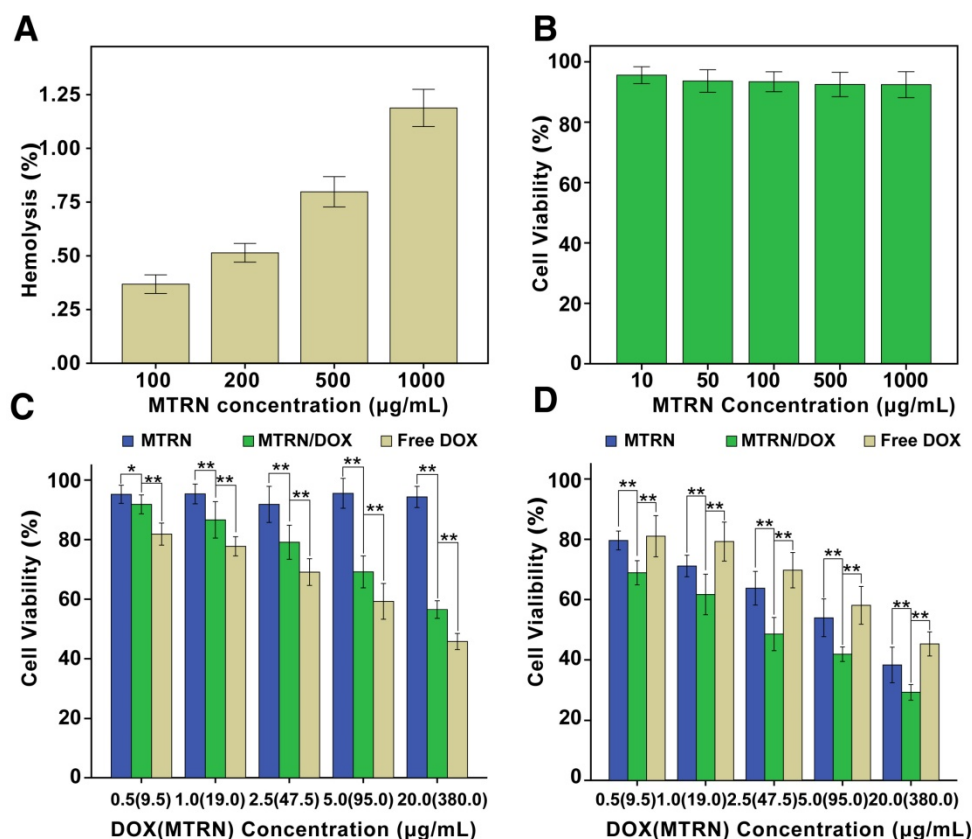 A
Hemolysis (%)
1.25
1.00
.75
.50
.25
.00
100 200 500 1000
MTRN concentration (µg/mL)
B
Cell Viability (%)
100
80
60
40
20
0
10 50 100 500 1000
MTRN Concentration (µg/mL)
C
MTRN MTRN/DOX Free DOX
Cell Viability (%)
100
80
60
40
20
0
* ** ** ** ** ** ** ** ** **
0.5(9.5) 1.0(19.0) 2.5(47.5) 5.0(95.0) 20.0(380.0)
DOX(MTRN) Concentration (µg/mL)
D
MTRN MTRN/DOX Free DOX
Cell Vialibility (%)
100
80
60
40
20
0
** ** ** ** ** ** ** ** ** **
0.5(9.5) 1.0(19.0) 2.5(47.5) 5.0(95.0) 20.0(380.0)
DOX(MTRN) Concentration (µg/mL)